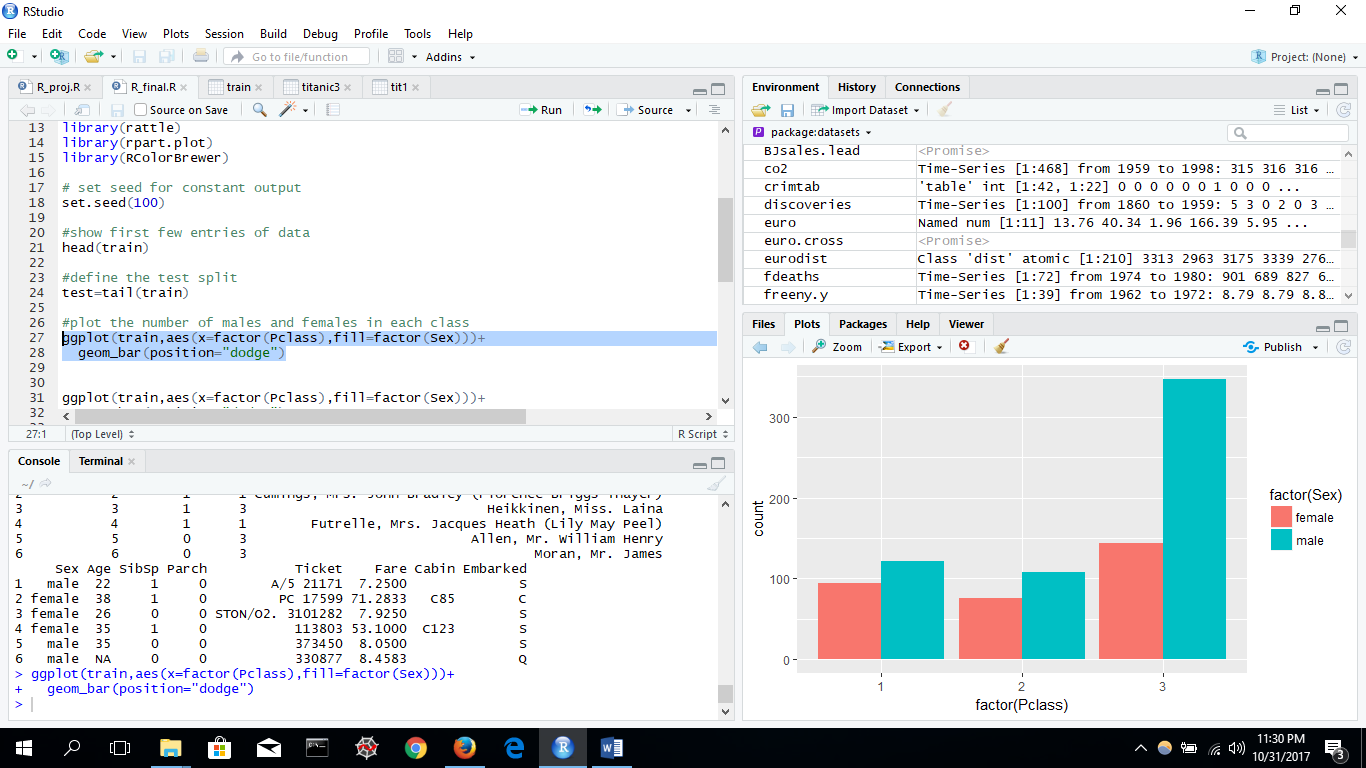 RStudio
File Edit Code View Plots Session Build Debug Profile Tools Help
Go to file/function Addins Project: (None)
R_proj.R R_final.R train titanic3 tit1
Source on Save Run Source
13 library(rattle)
14 library(rpart.plot)
15 library(RColorBrewer)
16
17 # set seed for constant output
18 set.seed(100)
19
20 #show first few entries of data
21 head(train)
22
23 #define the test split
24 test=tail(train)
25
26 #plot the number of males and females in each class
27 ggplot(train,aes(x=factor(Pclass),fill=factor(Sex)))+
28 geom_bar(position="dodge")
29
30
31 ggplot(train,aes(x=factor(Pclass),fill=factor(Sex)))+
32
27:1 (Top Level) R Script
Console Terminal
~/
2 2 1 1 Cumings, Mrs. John Bradley (Florence Briggs Thayer)
3 3 1 3 Heikkinen, Miss. Laina
4 4 1 1 Futrelle, Mrs. Jacques Heath (Lily May Peel)
5 5 0 3 Allen, Mr. William Henry
6 6 0 3 Moran, Mr. James
Sex Age SibSp Parch Ticket Fare Cabin Embarked
1 male 22 1 0 A/5 21171 7.2500 S
2 female 38 1 0 PC 17599 71.2833 C85 C
3 female 26 0 0 STON/O2. 3101282 7.9250 S
4 female 35 1 0 113803 53.1000 C123 S
5 male 35 0 0 373450 8.0500 S
6 male NA 0 0 330877 8.4583 Q
> ggplot(train,aes(x=factor(Pclass),fill=factor(Sex)))+
+ geom_bar(position="dodge")
>
Environment History Connections
Import Dataset List
package:datasets
BJsales.lead <Promise>
co2 Time-Series [1:468] from 1959 to 1998: 315 316 316 …
crimtab 'table' int [1:42, 1:22] 0 0 0 0 0 0 1 0 0 0 ...
discoveries Time-Series [1:100] from 1860 to 1959: 5 3 0 2 0 3 …
euro Named num [1:11] 13.76 40.34 1.96 166.39 5.95 ...
euro.cross <Promise>
eurodist Class 'dist' atomic [1:210] 3313 2963 3175 3339 276…
fdeaths Time-Series [1:72] from 1974 to 1980: 901 689 827 6…
freeny.y Time-Series [1:39] from 1962 to 1972: 8.79 8.79 8.8…
Files Plots Packages Help Viewer
Zoom Export Publish
300
200
100
0
count
1 2 3
factor(Pclass)
factor(Sex)
female
male
11:30 PM
10/31/2017
3